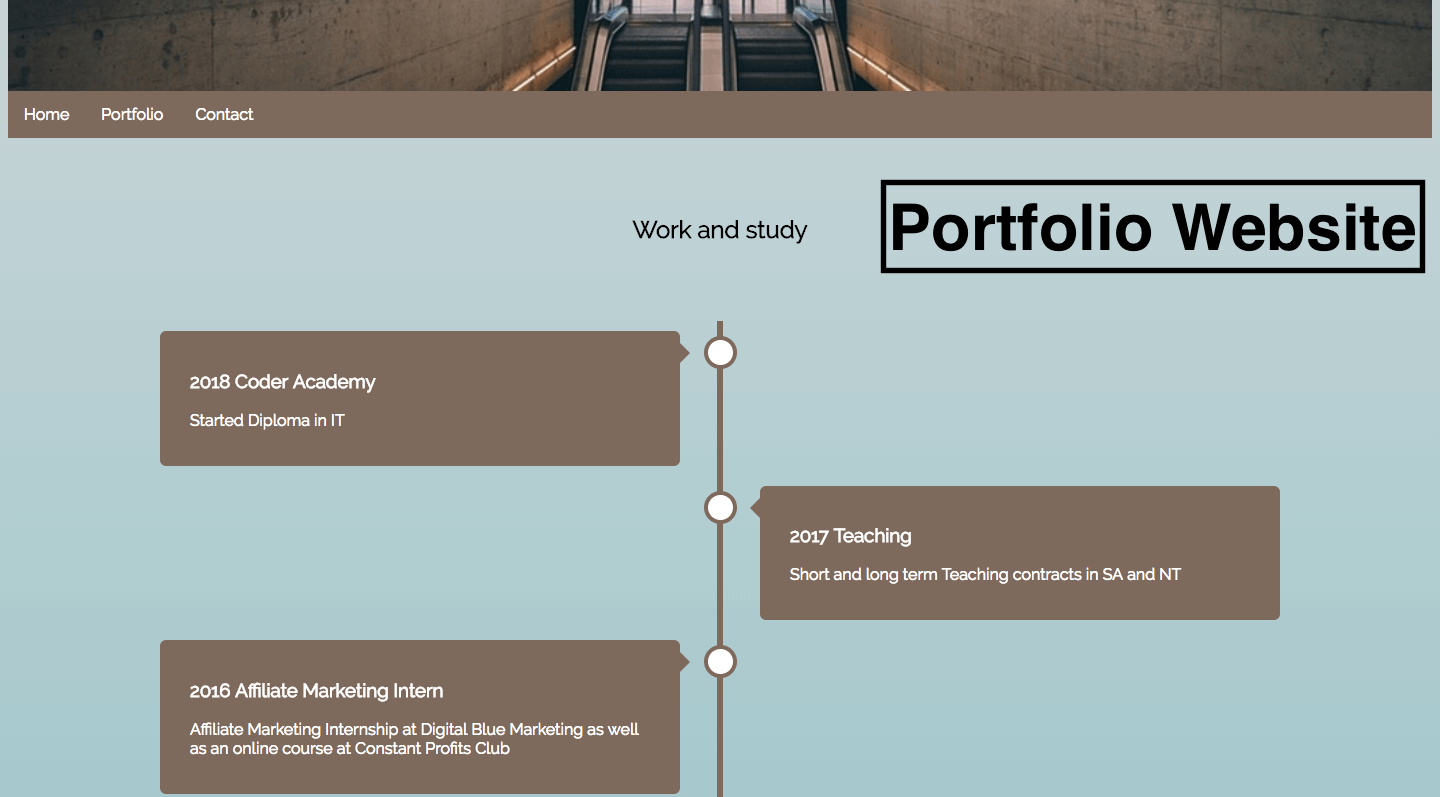 Home Portfolio Contact
Work and study
Portfolio Website
2018 Coder Academy
Started Diploma in IT
2017 Teaching
Short and long term Teaching contracts in SA and NT
2016 Affiliate Marketing Intern
Affiliate Marketing Internship at Digital Blue Marketing as well
as an online course at Constant Profits Club